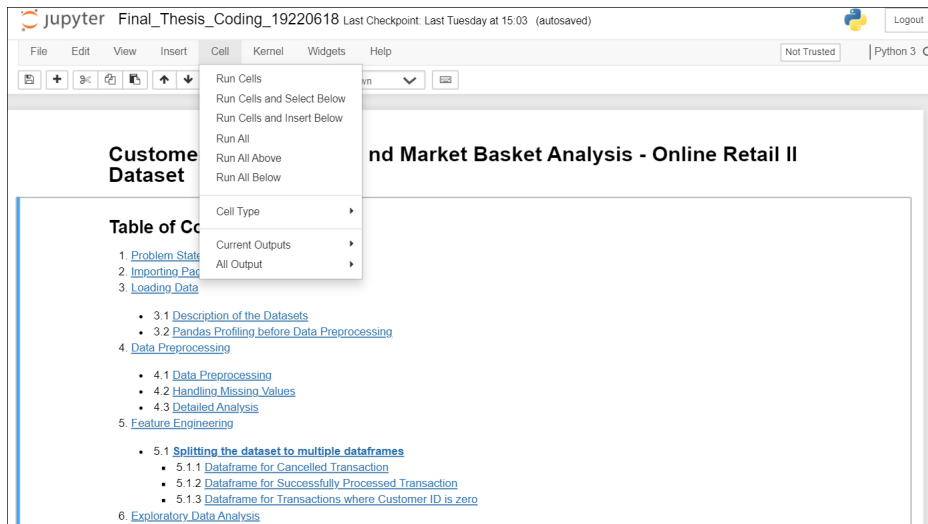 jupyter Final_Thesis_Coding_19220618 Last Checkpoint: Last Tuesday at 15:03 (autosaved)
Logout
File Edit View Insert Cell Kernel Widgets Help
Not Trusted
Python 3
Run Cells
Run Cells and Select Below
Run Cells and Insert Below
Run All
Run All Above
Run All Below
Cell Type
Current Outputs
All Output
Custome nd Market Basket Analysis - Online Retail II
Dataset
Table of Co
1. Problem State
2. Importing Pac
3. Loading Data
3.1 Description of the Datasets
3.2 Pandas Profiling before Data Preprocessing
4. Data Preprocessing
4.1 Data Preprocessing
4.2 Handling Missing Values
4.3 Detailed Analysis
5. Feature Engineering
5.1 Splitting the dataset to multiple dataframes
5.1.1 Dataframe for Cancelled Transaction
5.1.2 Dataframe for Successfully Processed Transaction
5.1.3 Dataframe for Transactions where Customer ID is zero
6. Exploratory Data Analysis